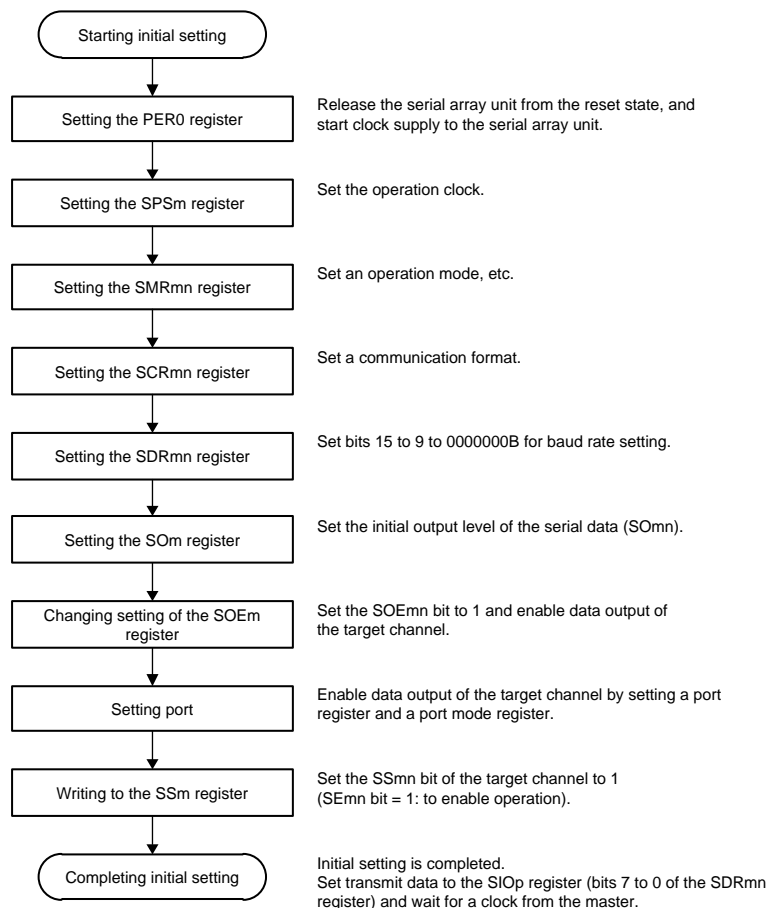 Starting initial setting
Setting the PER0 register
Release the serial array unit from the reset state, and
start clock supply to the serial array unit.
Setting the SPSm register
Set the operation clock.
Setting the SMRmn register
Set an operation mode, etc.
Setting the SCRmn register
Set a communication format.
Setting the SDRmn register
Set bits 15 to 9 to 0000000B for baud rate setting.
Setting the SOm register
Set the initial output level of the serial data (SOmn).
Changing setting of the SOEm
register
Set the SOEmn bit to 1 and enable data output of
the target channel.
Setting port
Enable data output of the target channel by setting a port
register and a port mode register.
Writing to the SSm register
Set the SSmn bit of the target channel to 1
(SEmn bit = 1: to enable operation).
Completing initial setting
Initial setting is completed.
Set transmit data to the SIOp register (bits 7 to 0 of the SDRmn
register) and wait for a clock from the master.